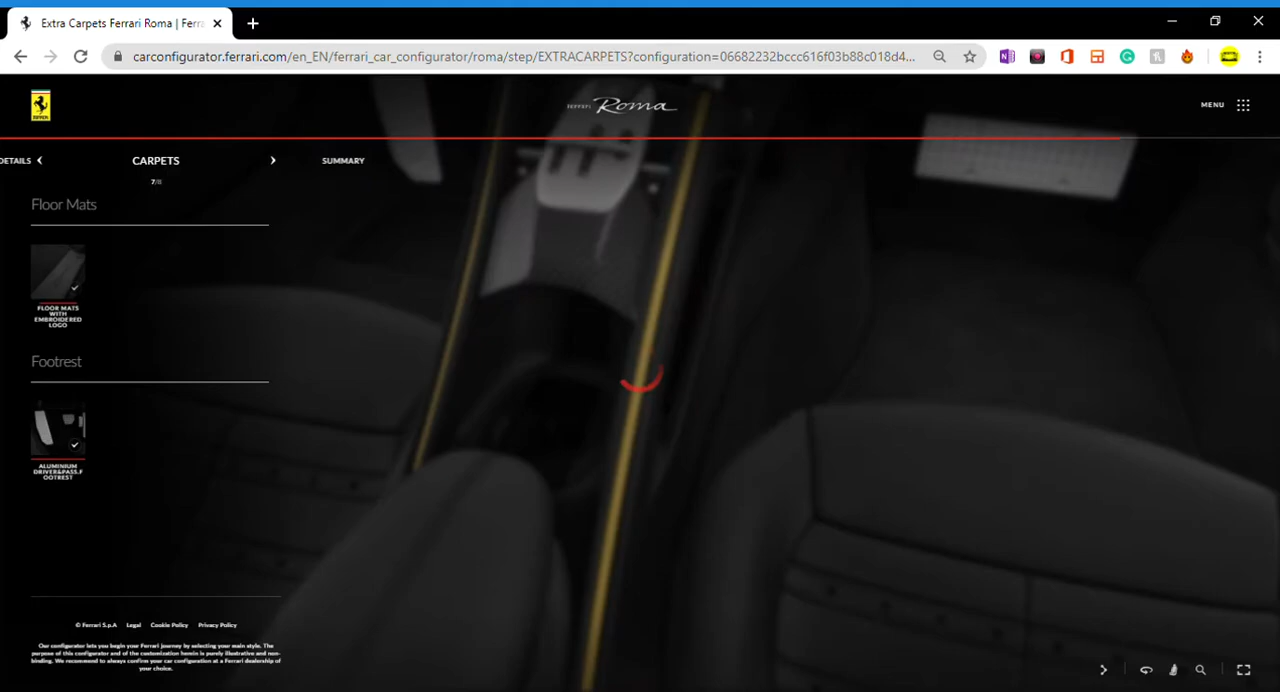 Extra Carpets Ferrari Roma | Ferra
carconfigurator.ferrari.com/en_EN/ferrari_car_configurator/roma/step/EXTRACARPETS?configuration=06682232bccc616f03b88c018d4...
Ferrari Roma
MENU
DETAILS
CARPETS
SUMMARY
7/8
Floor Mats
FLOOR MATS
WITH
EMBROIDERED
LOGO
Footrest
ALUMINIUM
DRIVER&PASS.F
OOTREST
© Ferrari S.p.A Legal Cookie Policy Privacy Policy
Our configurator lets you begin your Ferrari journey by selecting your main style. The
purpose of this configurator and of the customization herein is purely illustrative and non-
binding. We recommend to always confirm your car configuration at a Ferrari dealership of
your choice.